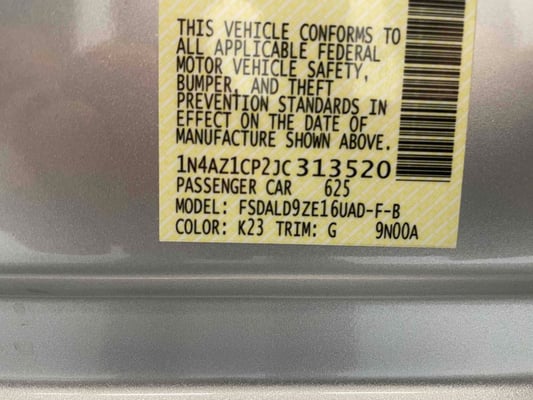 THIS VEHICLE CONFORMS TO
ALL APPLICABLE FEDERAL
MOTOR VEHICLE SAFETY,
BUMPER, AND THEFT
PREVENTION STANDARDS IN
EFFECT ON THE DATE OF
MANUFACTURE SHOWN ABOVE.
1N4AZ1CP2JC313520
PASSENGER CAR 625
MODEL: FSDALD9ZE16UAD-F-B
COLOR: K23 TRIM: G 9N00A